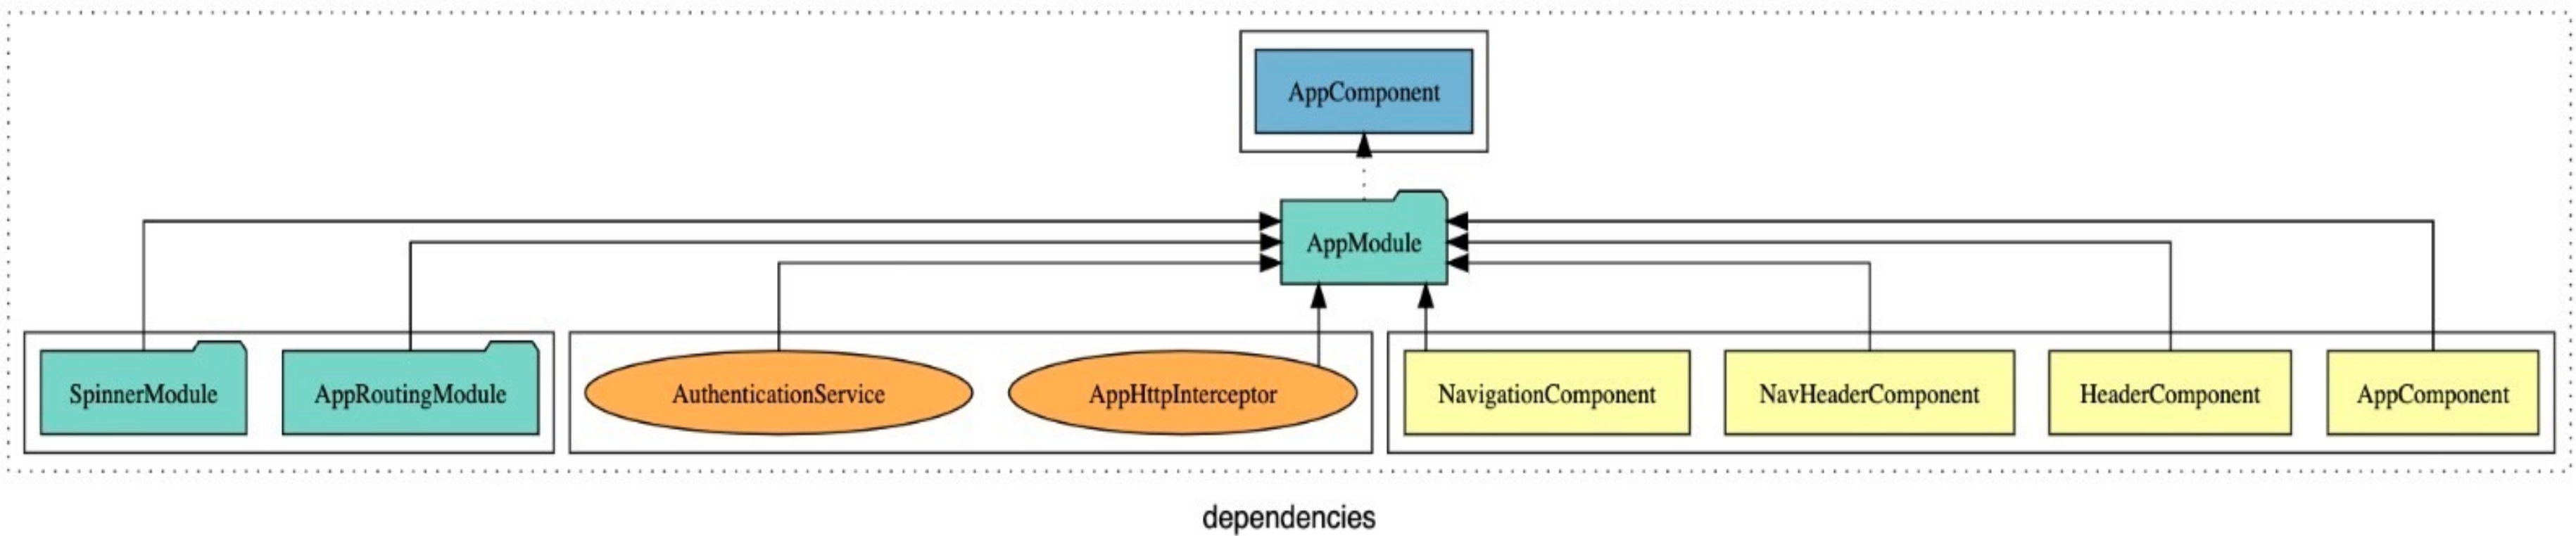 AppComponent
AppModule
SpinnerModule
AppRoutingModule
AuthenticationService
AppHttpInterceptor
NavigationComponent
NavHeaderComponent
HeaderComponent
AppComponent
dependencies